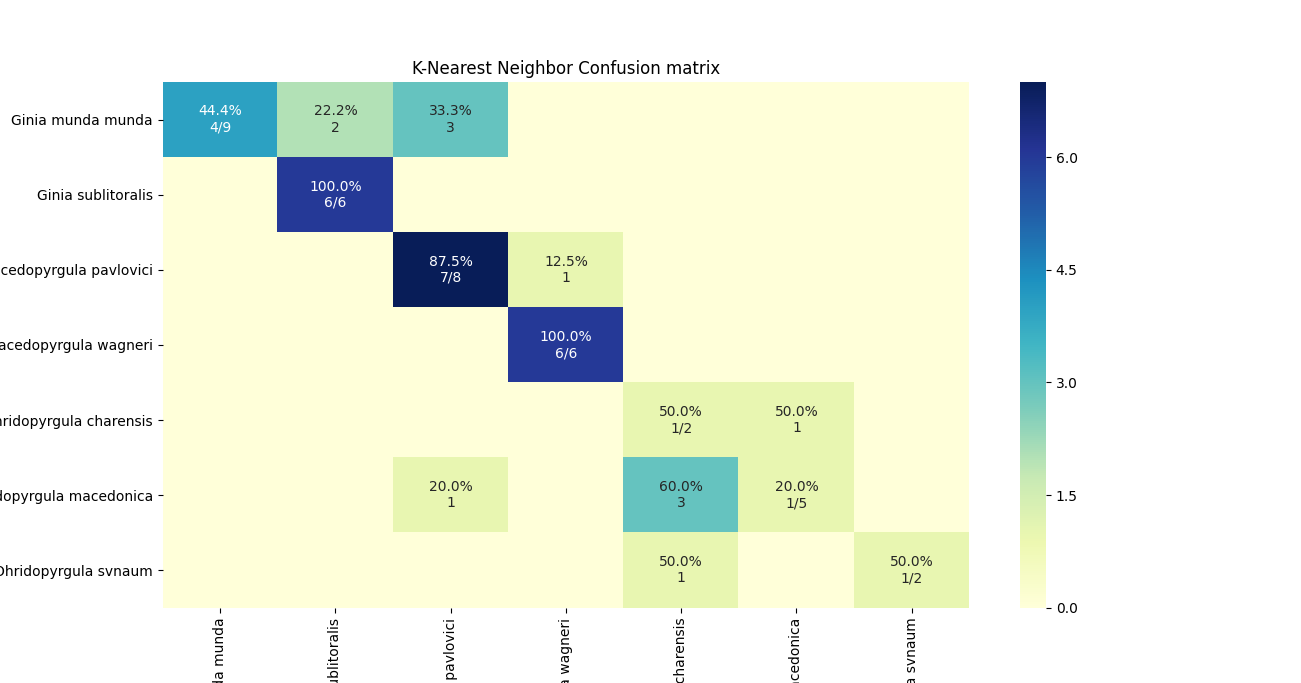 K-Nearest Neighbor Confusion matrix
Ginia munda munda
44.4%
4/9
22.2%
2
33.3%
3
Ginia sublitoralis
100.0%
6/6
cedopyrgula pavlovici
87.5%
7/8
12.5%
1
acedopyrgula wagneri
100.0%
6/6
hridopyrgula charensis
50.0%
1/2
50.0%
1
dopyrgula macedonica
20.0%
1
60.0%
3
20.0%
1/5
Ohridopyrgula svnaum
50.0%
1
50.0%
1/2
6.0
4.5
3.0
1.5
0.0
da munda
ublitoralis
pavlovici
a wagneri
charensis
cedonica
a svnaum